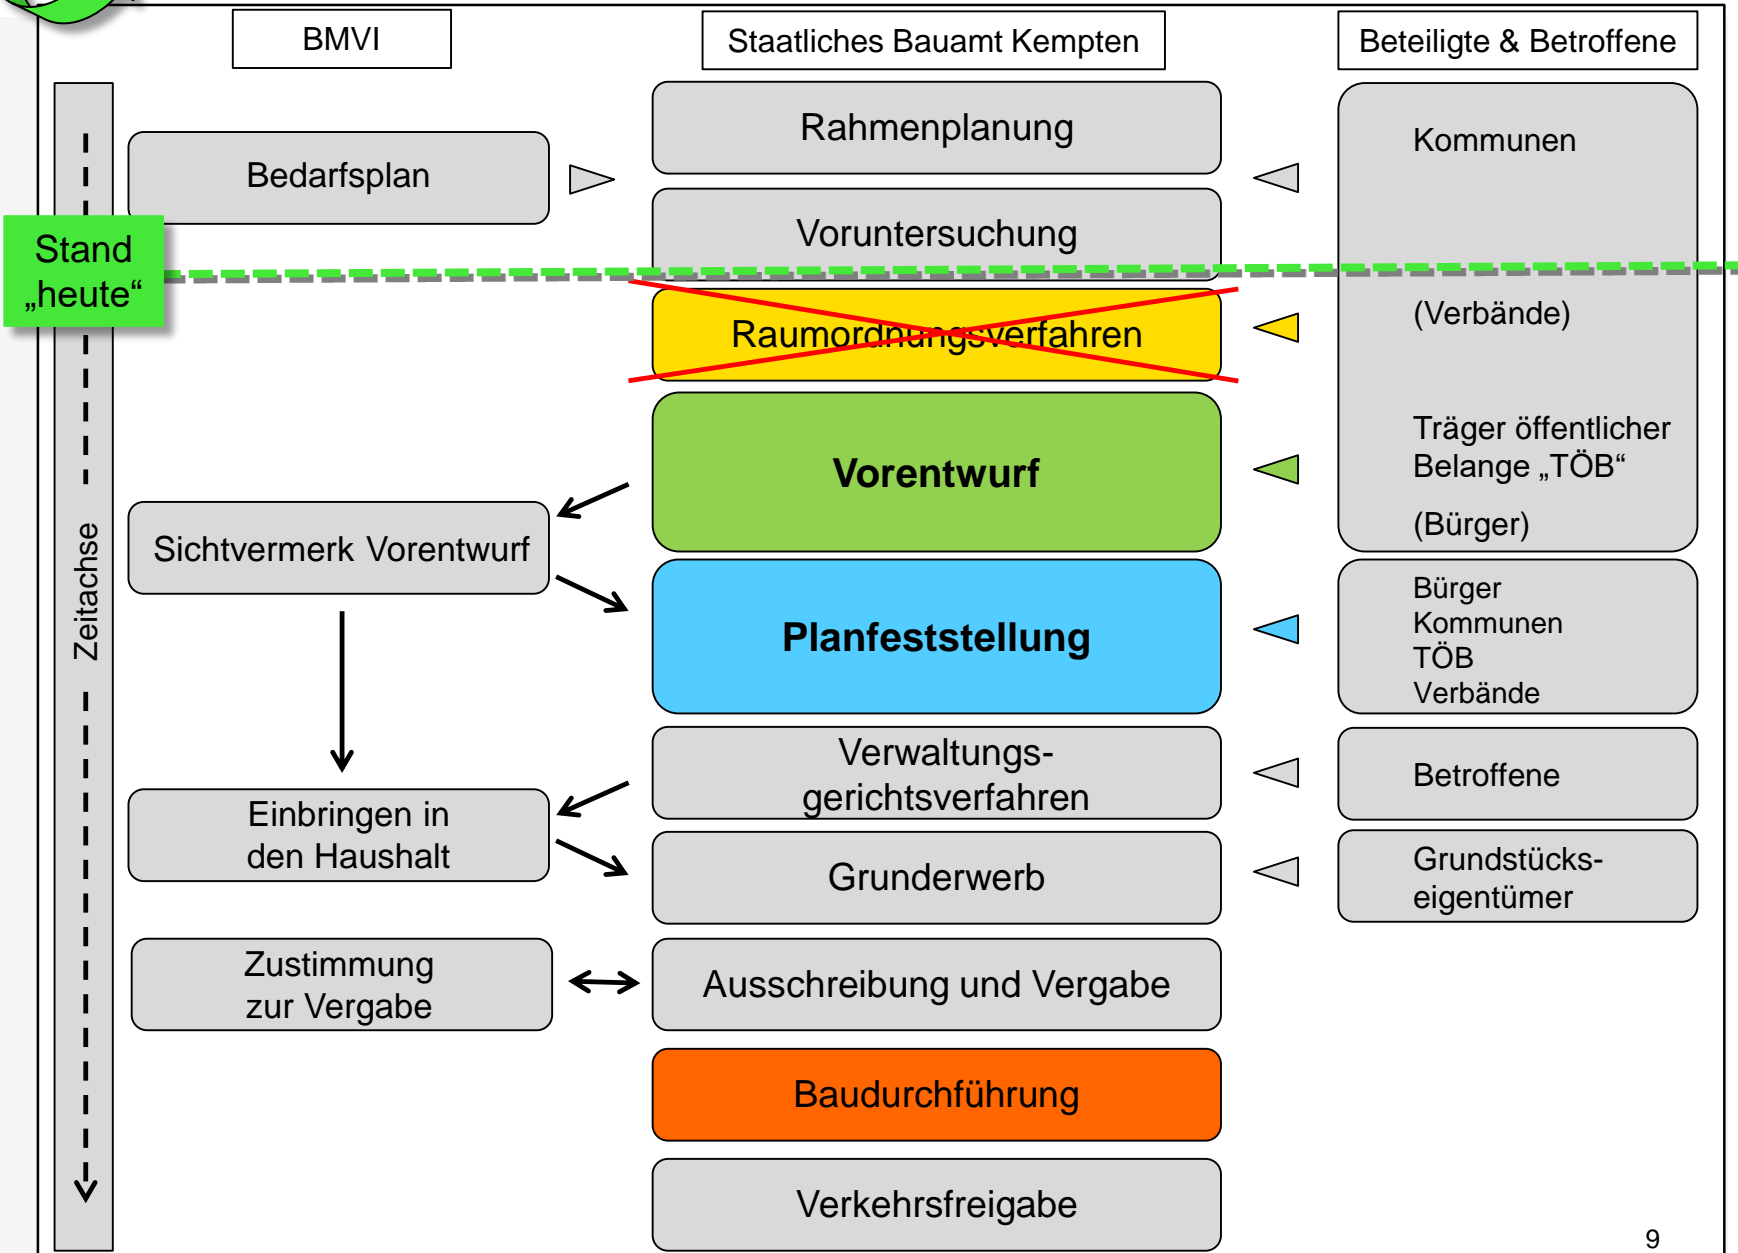 BMVI
Staatliches Bauamt Kempten
Beteiligte & Betroffene
Rahmenplanung
Kommunen
Bedarfsplan
Voruntersuchung
Stand
„heute“
(Verbände)
Raumordnungsverfahren
Träger öffentlicher
Belange „TÖB“
Vorentwurf
(Bürger)
Sichtvermerk Vorentwurf
Zeitachse
Planfeststellung
Bürger
Kommunen
TÖB
Verbände
Verwaltungs-
gerichtsverfahren
Betroffene
Einbringen in
den Haushalt
Grunderwerb
Grundstücks-
eigentümer
Zustimmung
zur Vergabe
Ausschreibung und Vergabe
Baudurchführung
Verkehrsfreigabe
9